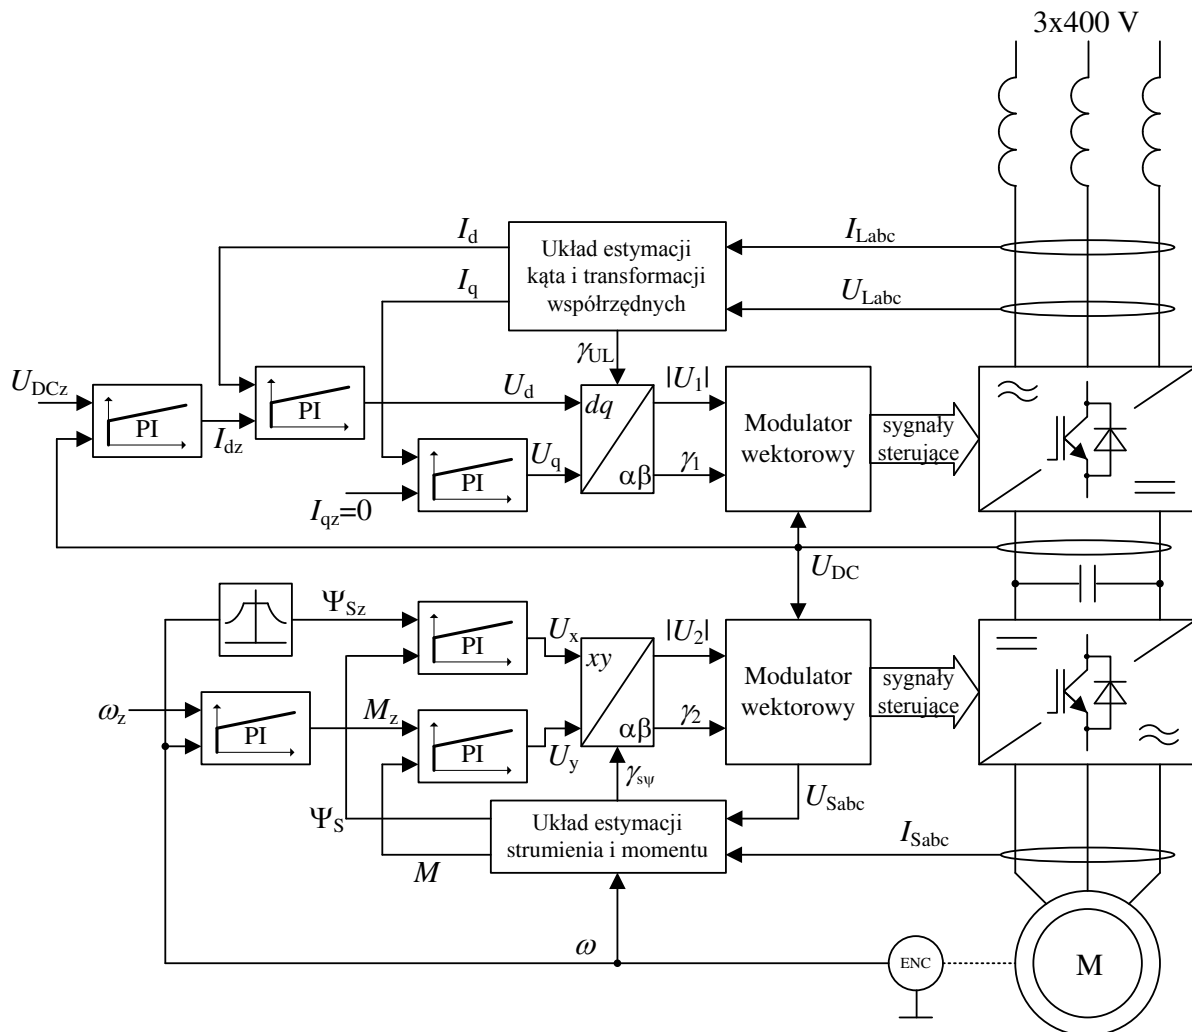 3x400 V
I_d
Układ estymacji
kąta i transformacji
współrzędnych
I_Labc
I_q
U_Labc
γ_UL
U_DCz
PI
I_dz
PI
U_d
dq
αβ
|U_1|
γ_1
Modulator
wektorowy
sygnały
sterujące
PI
U_q
I_qz=0
U_DC
Ψ_Sz
PI
U_x
xy
αβ
|U_2|
γ_2
Modulator
wektorowy
sygnały
sterujące
ω_z
PI
M_z
PI
U_y
γ_sψ
U_Sabc
Ψ_S
Układ estymacji
strumienia i momentu
I_Sabc
M
ω
ENC
M